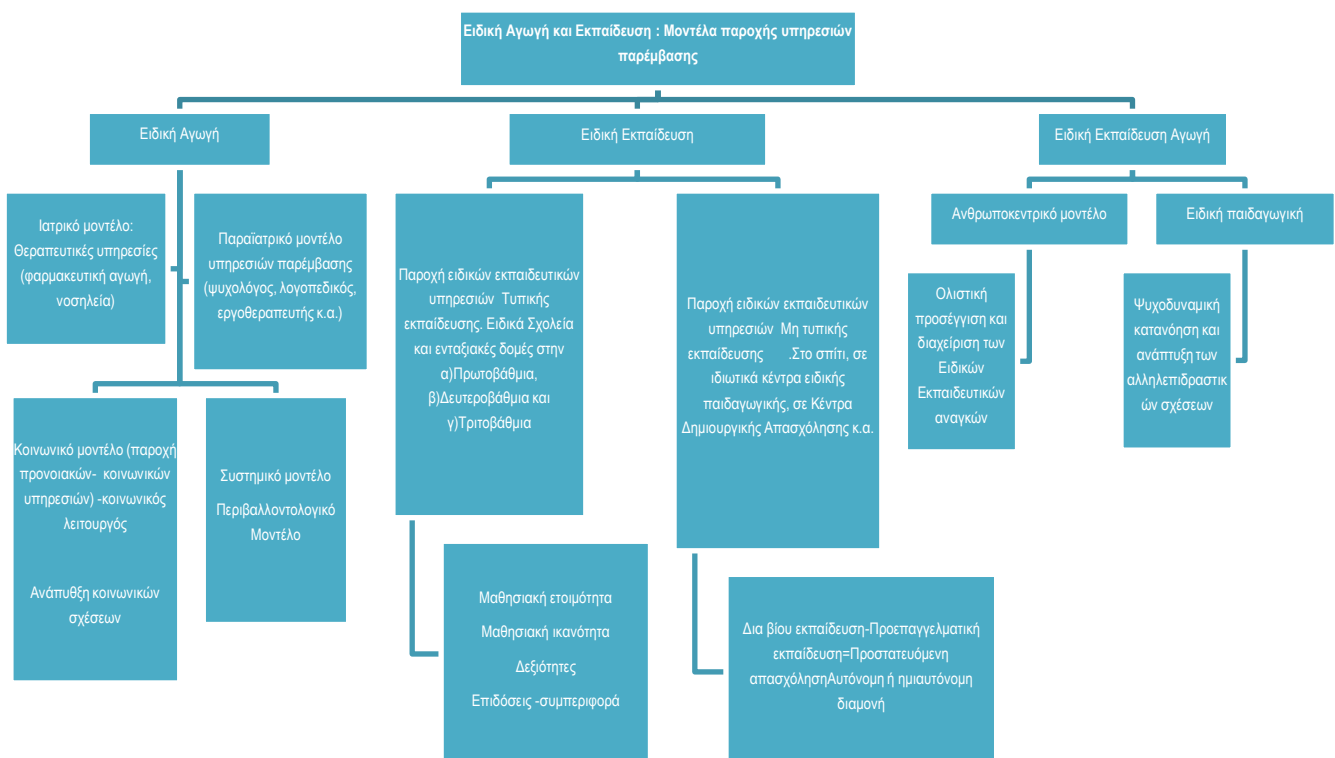 Ειδική Αγωγή και Εκπαίδευση : Μοντέλα παροχής υπηρεσιών
παρέμβασης
Ειδική Αγωγή
Ειδική Εκπαίδευση
Ειδική Εκπαίδευση Αγωγή
Ιατρικό μοντέλο:
Θεραπευτικές υπηρεσίες
(φαρμακευτική αγωγή,
νοσηλεία)
Παραϊατρικό μοντέλο
υπηρεσιών παρέμβασης
(ψυχολόγος, λογοπεδικός,
εργοθεραπευτής κ.α.)
Κοινωνικό μοντέλο (παροχή
προνοιακών- κοινωνικών
υπηρεσιών) -κοινωνικός
λειτουργός
Ανάπυθξη κοινωνικών
σχέσεων
Συστημικό μοντέλο
Περιβαλλοντολογικό
Μοντέλο
Παροχή ειδικών εκπαιδευτικών
υπηρεσιών Τυπικής
εκπαίδευσης. Ειδικά Σχολεία
και ενταξιακές δομές στην
α)Πρωτοβάθμια,
β)Δευτεροβάθμια και
γ)Τριτοβάθμια
Μαθησιακή ετοιμότητα
Μαθησιακή ικανότητα
Δεξιότητες
Επιδόσεις -συμπεριφορά
Παροχή ειδικών εκπαιδευτικών
υπηρεσιών Μη τυπικής
εκπαίδευσης .Στο σπίτι, σε
ιδιωτικά κέντρα ειδικής
παιδαγωγικής, σε Κέντρα
Δημιουργικής Απασχόλησης κ.α.
Δια βίου εκπαίδευση-Προεπαγγελματική
εκπαίδευση=Προστατευόμενη
απασχόλησηΑυτόνομη ή ημιαυτόνομη
διαμονή
Ανθρωποκεντρικό μοντέλο
Ολιστική
προσέγγιση και
διαχείριση των
Ειδικών
Εκπαιδευτικών
αναγκών
Ειδική παιδαγωγική
Ψυχοδυναμική
κατανόηση και
ανάπτυξη των
αλληλεπιδραστικ
ών σχέσεων